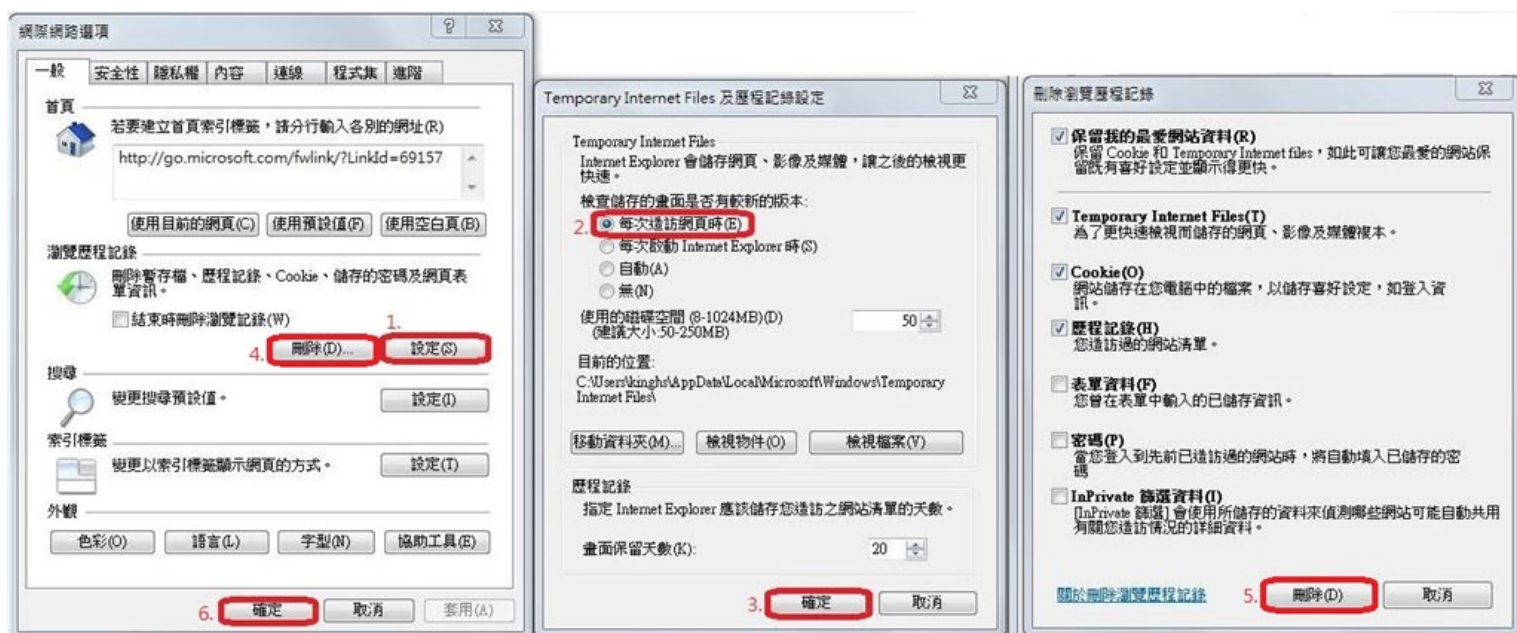 網際網路選項
一般 安全性 隱私權 內容 連線 程式集 進階
首頁
若要建立首頁索引標籤，請分行輸入各別的網址(R)
http://go.microsoft.com/fwlink/?LinkId=69157
使用目前的網頁(C) 使用預設值(F) 使用空白頁(B)
瀏覽歷程記錄
刪除暫存檔、歷程記錄、Cookie、儲存的密碼及網頁表
單資訊。
結束時刪除瀏覽記錄(W)
1.
4. 刪除(D)... 設定(S)
搜尋
變更搜尋預設值。 設定(I)
索引標籤
變更以索引標籤顯示網頁的方式。 設定(T)
外觀
色彩(O) 語言(L) 字型(N) 協助工具(E)
6. 確定 取消 套用(A)
Temporary Internet Files 及歷程記錄設定
Temporary Internet Files
Internet Explorer 會儲存網頁、影像及媒體，讓之後的檢視更
快速。
檢查儲存的畫面是否有較新的版本:
2. 每次造訪網頁時(E)
每次啟動 Internet Explorer 時(S)
自動(A)
無(N)
使用的磁碟空間 (8-1024MB)(D) 50
(建議大小:50-250MB)
目前的位置:
C:\Users\kinghs\AppData\Local\Microsoft\Windows\Temporary
Internet Files\
移動資料夾(M)... 檢視物件(O) 檢視檔案(V)
歷程記錄
指定 Internet Explorer 應該儲存您造訪之網站清單的天數。
畫面保留天數(K): 20
3. 確定 取消
刪除瀏覽歷程記錄
保留我的最愛網站資料(R)
保留 Cookie 和 Temporary Internet files，如此可讓您最愛的網站保
留既有喜好設定並顯示得更快。
Temporary Internet Files(T)
為了更快速檢視而儲存的網頁、影像及媒體複本。
Cookie(O)
網站儲存在您電腦中的檔案，以儲存喜好設定，如登入資
訊。
歷程記錄(H)
您造訪過的網站清單。
表單資料(F)
您曾在表單中輸入的已儲存資訊。
密碼(P)
當您登入到先前已造訪過的網站時，將自動填入已儲存的密
碼
InPrivate 篩選資料(I)
[InPrivate 篩選] 會使用所儲存的資料來偵測哪些網站可能自動共用
有關您造訪情況的詳細資料。
關於刪除瀏覽歷程記錄 5. 刪除(D) 取消